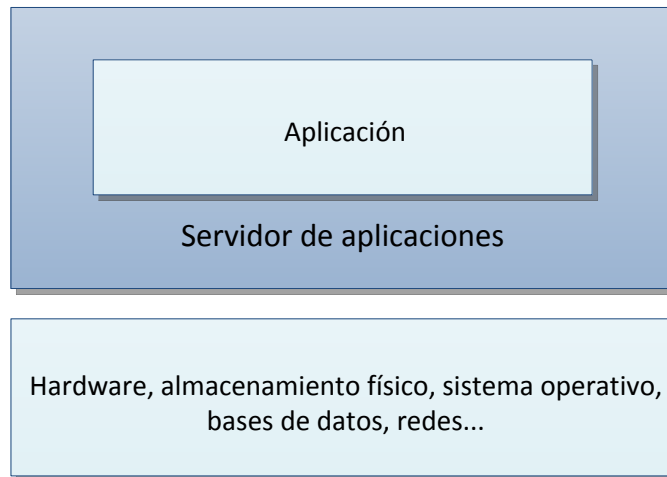 Aplicación
Servidor de aplicaciones
Hardware, almacenamiento físico, sistema operativo,
bases de datos, redes...